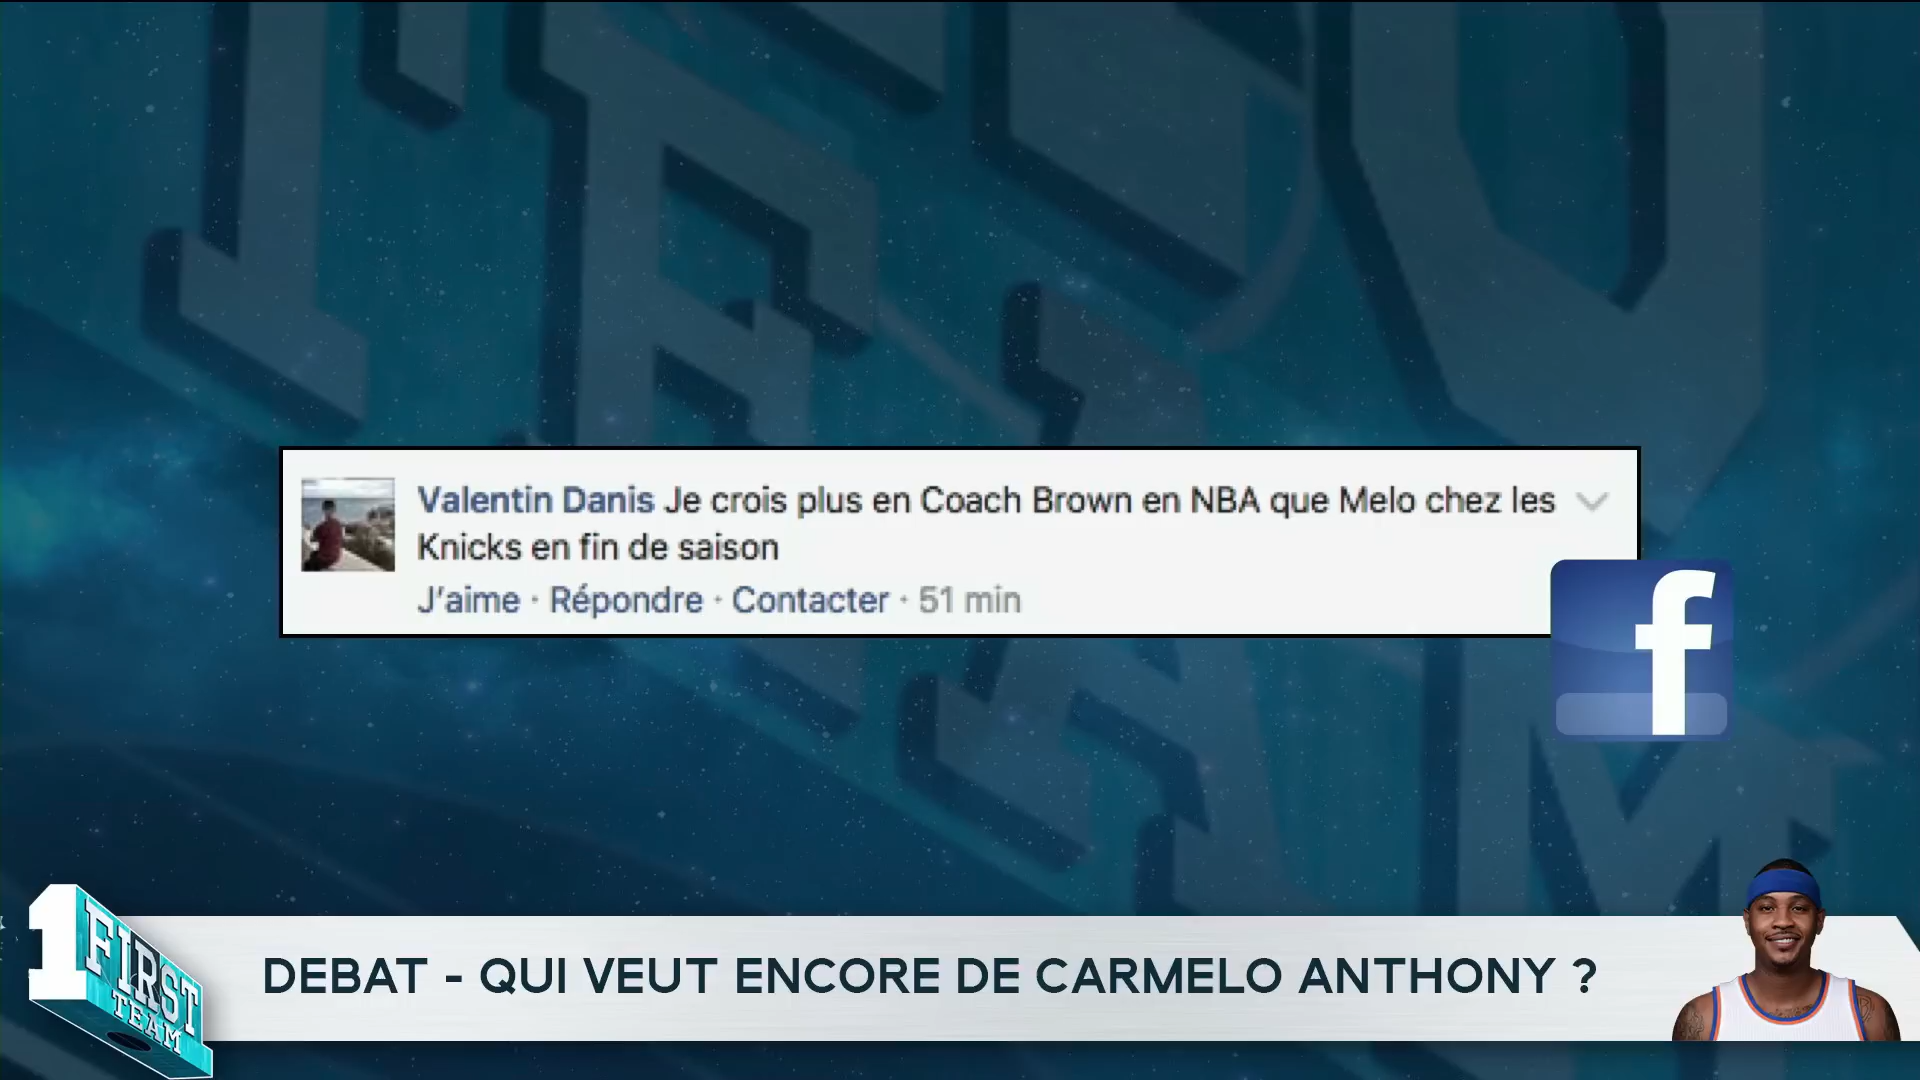 Valentin Danis Je crois plus en Coach Brown en NBA que Melo chez les
Knicks en fin de saison
J'aime · Répondre · Contacter · 51 min
f
1 FIRST
TEAM
DEBAT - QUI VEUT ENCORE DE CARMELO ANTHONY ?